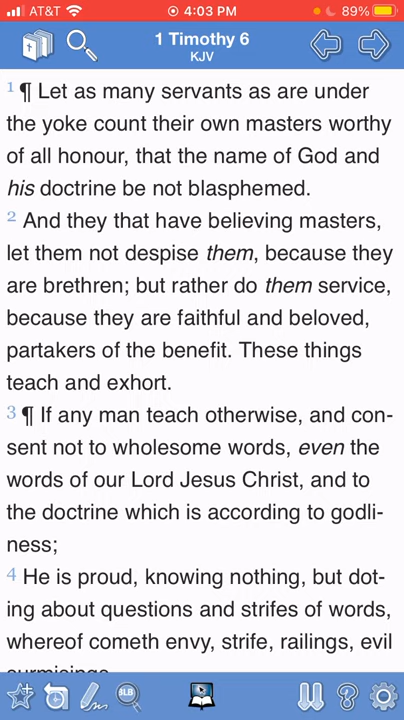 AT&T 4:03 PM 89%
1 Timothy 6
KJV
1 ¶ Let as many servants as are under
the yoke count their own masters worthy
of all honour, that the name of God and
his doctrine be not blasphemed.
2 And they that have believing masters,
let them not despise them, because they
are brethren; but rather do them service,
because they are faithful and beloved,
partakers of the benefit. These things
teach and exhort.
3 ¶ If any man teach otherwise, and con-
sent not to wholesome words, even the
words of our Lord Jesus Christ, and to
the doctrine which is according to godli-
ness;
4 He is proud, knowing nothing, but dot-
ing about questions and strifes of words,
whereof cometh envy, strife, railings, evil
surmisings,
BLB